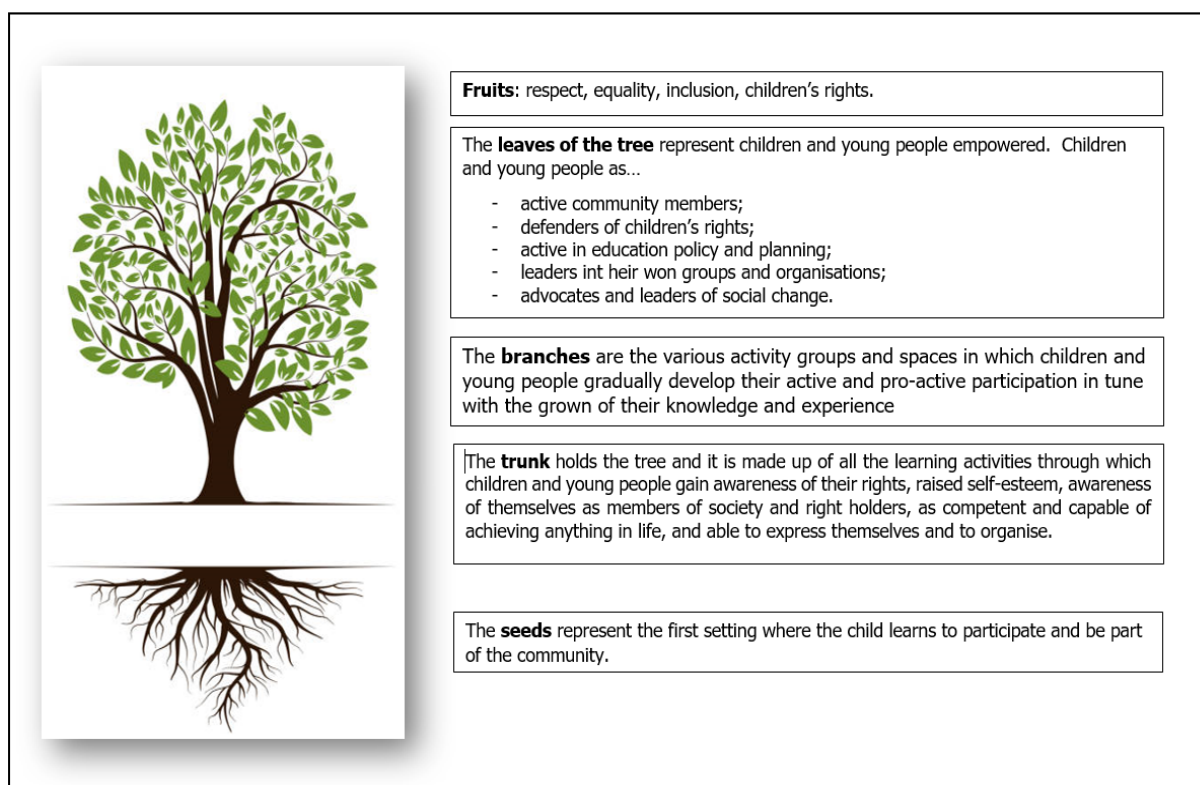 Fruits: respect, equality, inclusion, children’s rights.
The leaves of the tree represent children and young people empowered. Children
and young people as…
- active community members;
- defenders of children’s rights;
- active in education policy and planning;
- leaders int heir won groups and organisations;
- advocates and leaders of social change.
The branches are the various activity groups and spaces in which children and
young people gradually develop their active and pro-active participation in tune
with the grown of their knowledge and experience
The trunk holds the tree and it is made up of all the learning activities through which
children and young people gain awareness of their rights, raised self-esteem, awareness
of themselves as members of society and right holders, as competent and capable of
achieving anything in life, and able to express themselves and to organise.
The seeds represent the first setting where the child learns to participate and be part
of the community.